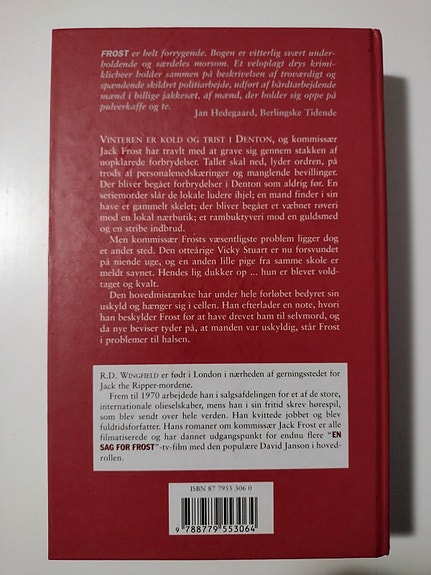 FROST er helt forrygende. Bogen er vitterlig svært under-
holdende og særdeles morsom. Et veloplagt drys krimi-
klicheer holder sammen på beskrivelsen af troværdigt og
spændende skildret politiarbejde, udført af hårdtarbejdende
mænd i billige jakkesæt, af mænd, der holder sig oppe på
pulverkaffe og tv.
Jan Hedegaard, Berlingske Tidende
VINTEREN ER KOLD OG TRIST I DENTON, og kommissær
Jack Frost har travlt med at grave sig gennem stakken af
uopklarede forbrydelser. Tallet skal ned, lyder ordren, på
trods af personalenedskæringer og manglende bevillinger.
Der bliver begået forbrydelser i Denton som aldrig før. En
seriemorder slår de lokale ludere ihjel; en mand finder i sin
have et gammelt skelet; der bliver begået et væbnet røveri
mod en lokal nærbutik; et rambuktyveri mod en guldsmed
og en stribe indbrud.
Men kommissær Frosts væsentligste problem ligger dog
et andet sted. Den otteårige Vicky Stuart er nu forsvundet
på niende uge, og en anden lille pige fra samme skole er
meldt savnet. Hendes lig dukker op ... hun er blevet vold-
taget og kvalt.
Den hovedmistænkte har under hele forløbet bedyret sin
uskyld og hænger sig i cellen. Han efterlader en note, hvori
han beskylder Frost for at have drevet ham til selvmord, og
da nye beviser tyder på, at manden var uskyldig, står Frost
i problemer til halsen.
R.D. WINGFIELD er født i London i nærheden af gerningsstedet for
Jack the Ripper-mordene.
Frem til 1970 arbejdede han i salgsafdelingen for et af de store,
internationale olieselskaber, mens han i sin fritid skrev hørespil,
som blev sendt over hele verden. Han kvittede jobbet og blev
fuldtidsforfatter. Hans romaner om kommissær Jack Frost er alle
filmatiserede og har dannet udgangspunkt for endnu flere "EN
SAG FOR FROST"-tv-film med den populære David Janson i hoved-
rollen.
ISBN 87 7955 306 0
9 788779 553064